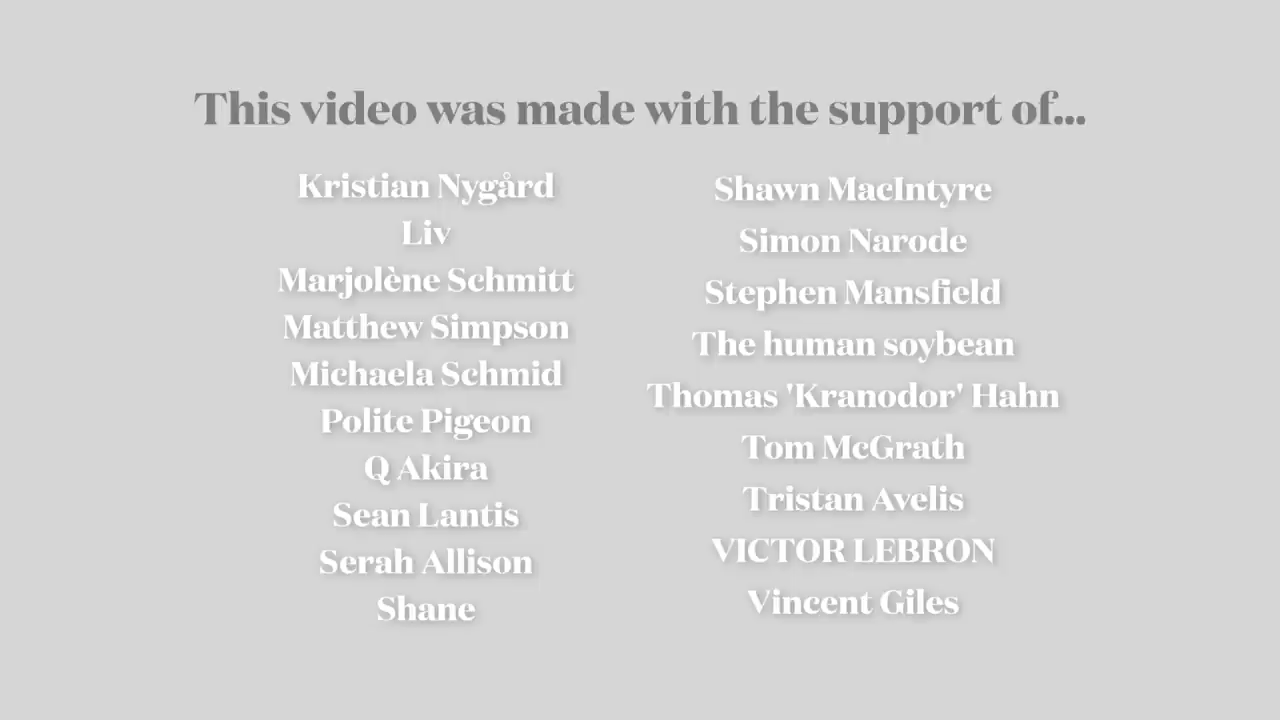 This video was made with the support of...
Kristian Nygård
Liv
Marjolène Schmitt
Matthew Simpson
Michaela Schmid
Polite Pigeon
Q Akira
Sean Lantis
Serah Allison
Shane
Shawn MacIntyre
Simon Narode
Stephen Mansfield
The human soybean
Thomas 'Kranodor' Hahn
Tom McGrath
Tristan Avelis
VICTOR LEBRON
Vincent Giles